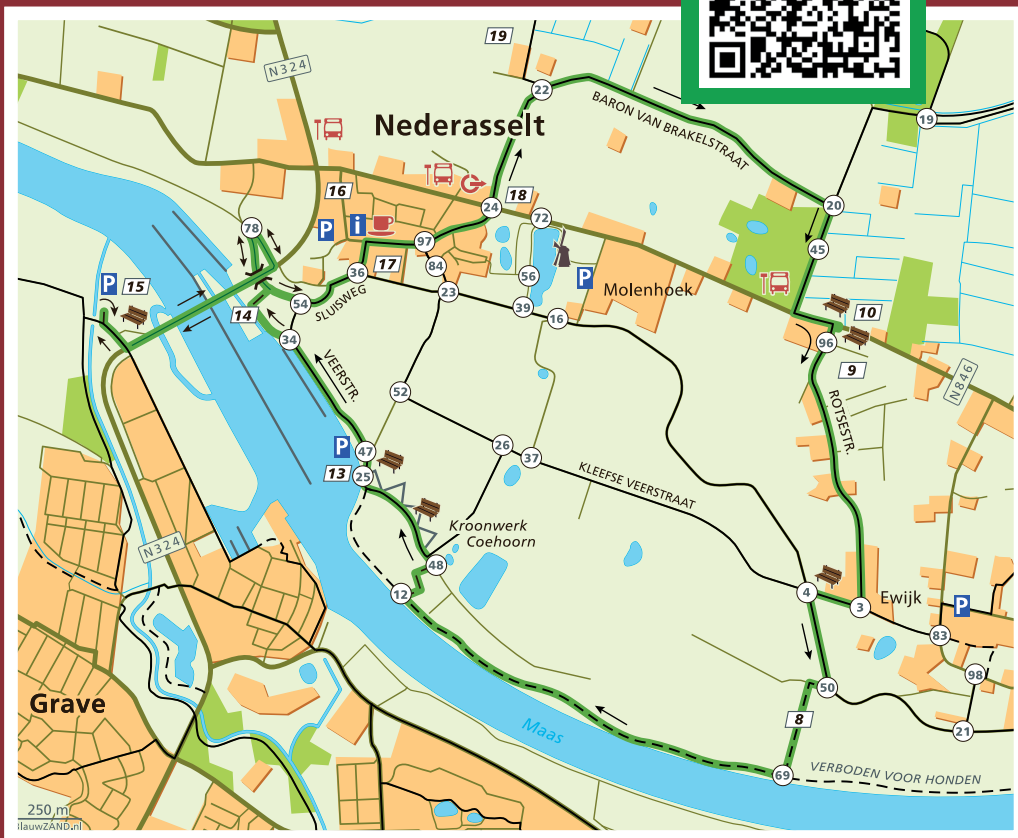 19
N324
22
BARON VAN BRAKELSTRAAT
19
Nederasselt
16
18
24
72
20
78
P
i
97
45
17
84
36
56
P
Molenhoek
P
15
23
39
16
10
54
SLUISWEG
14
34
96
9
VEERSTR.
N846
52
ROTSESTR.
P
47
26
37
13
25
KLEEFSE VEERSTRAAT
Kroonwerk
Coehoorn
N324
48
12
4
3
Ewijk
P
83
98
50
Grave
8
21
Maas
69
VERBODEN VOOR HONDEN
250 m
BlauwZAND.nl